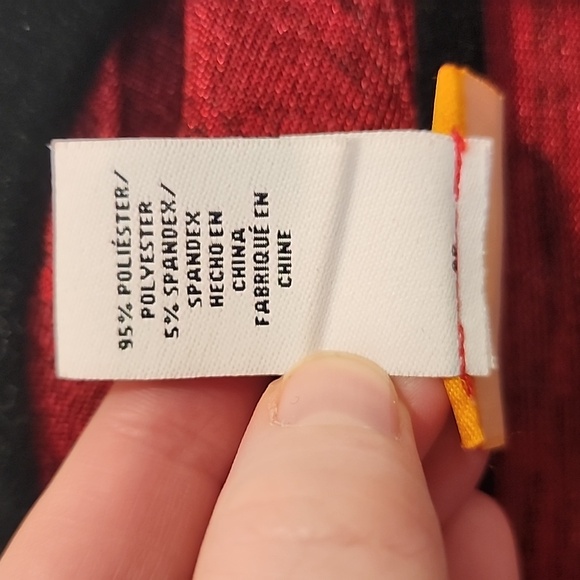 95% POLIÉSTER/
POLYESTER
5% SPANDEX/
SPANDEX
HECHO EN
CHINA
FABRIQUÉ EN
CHINE